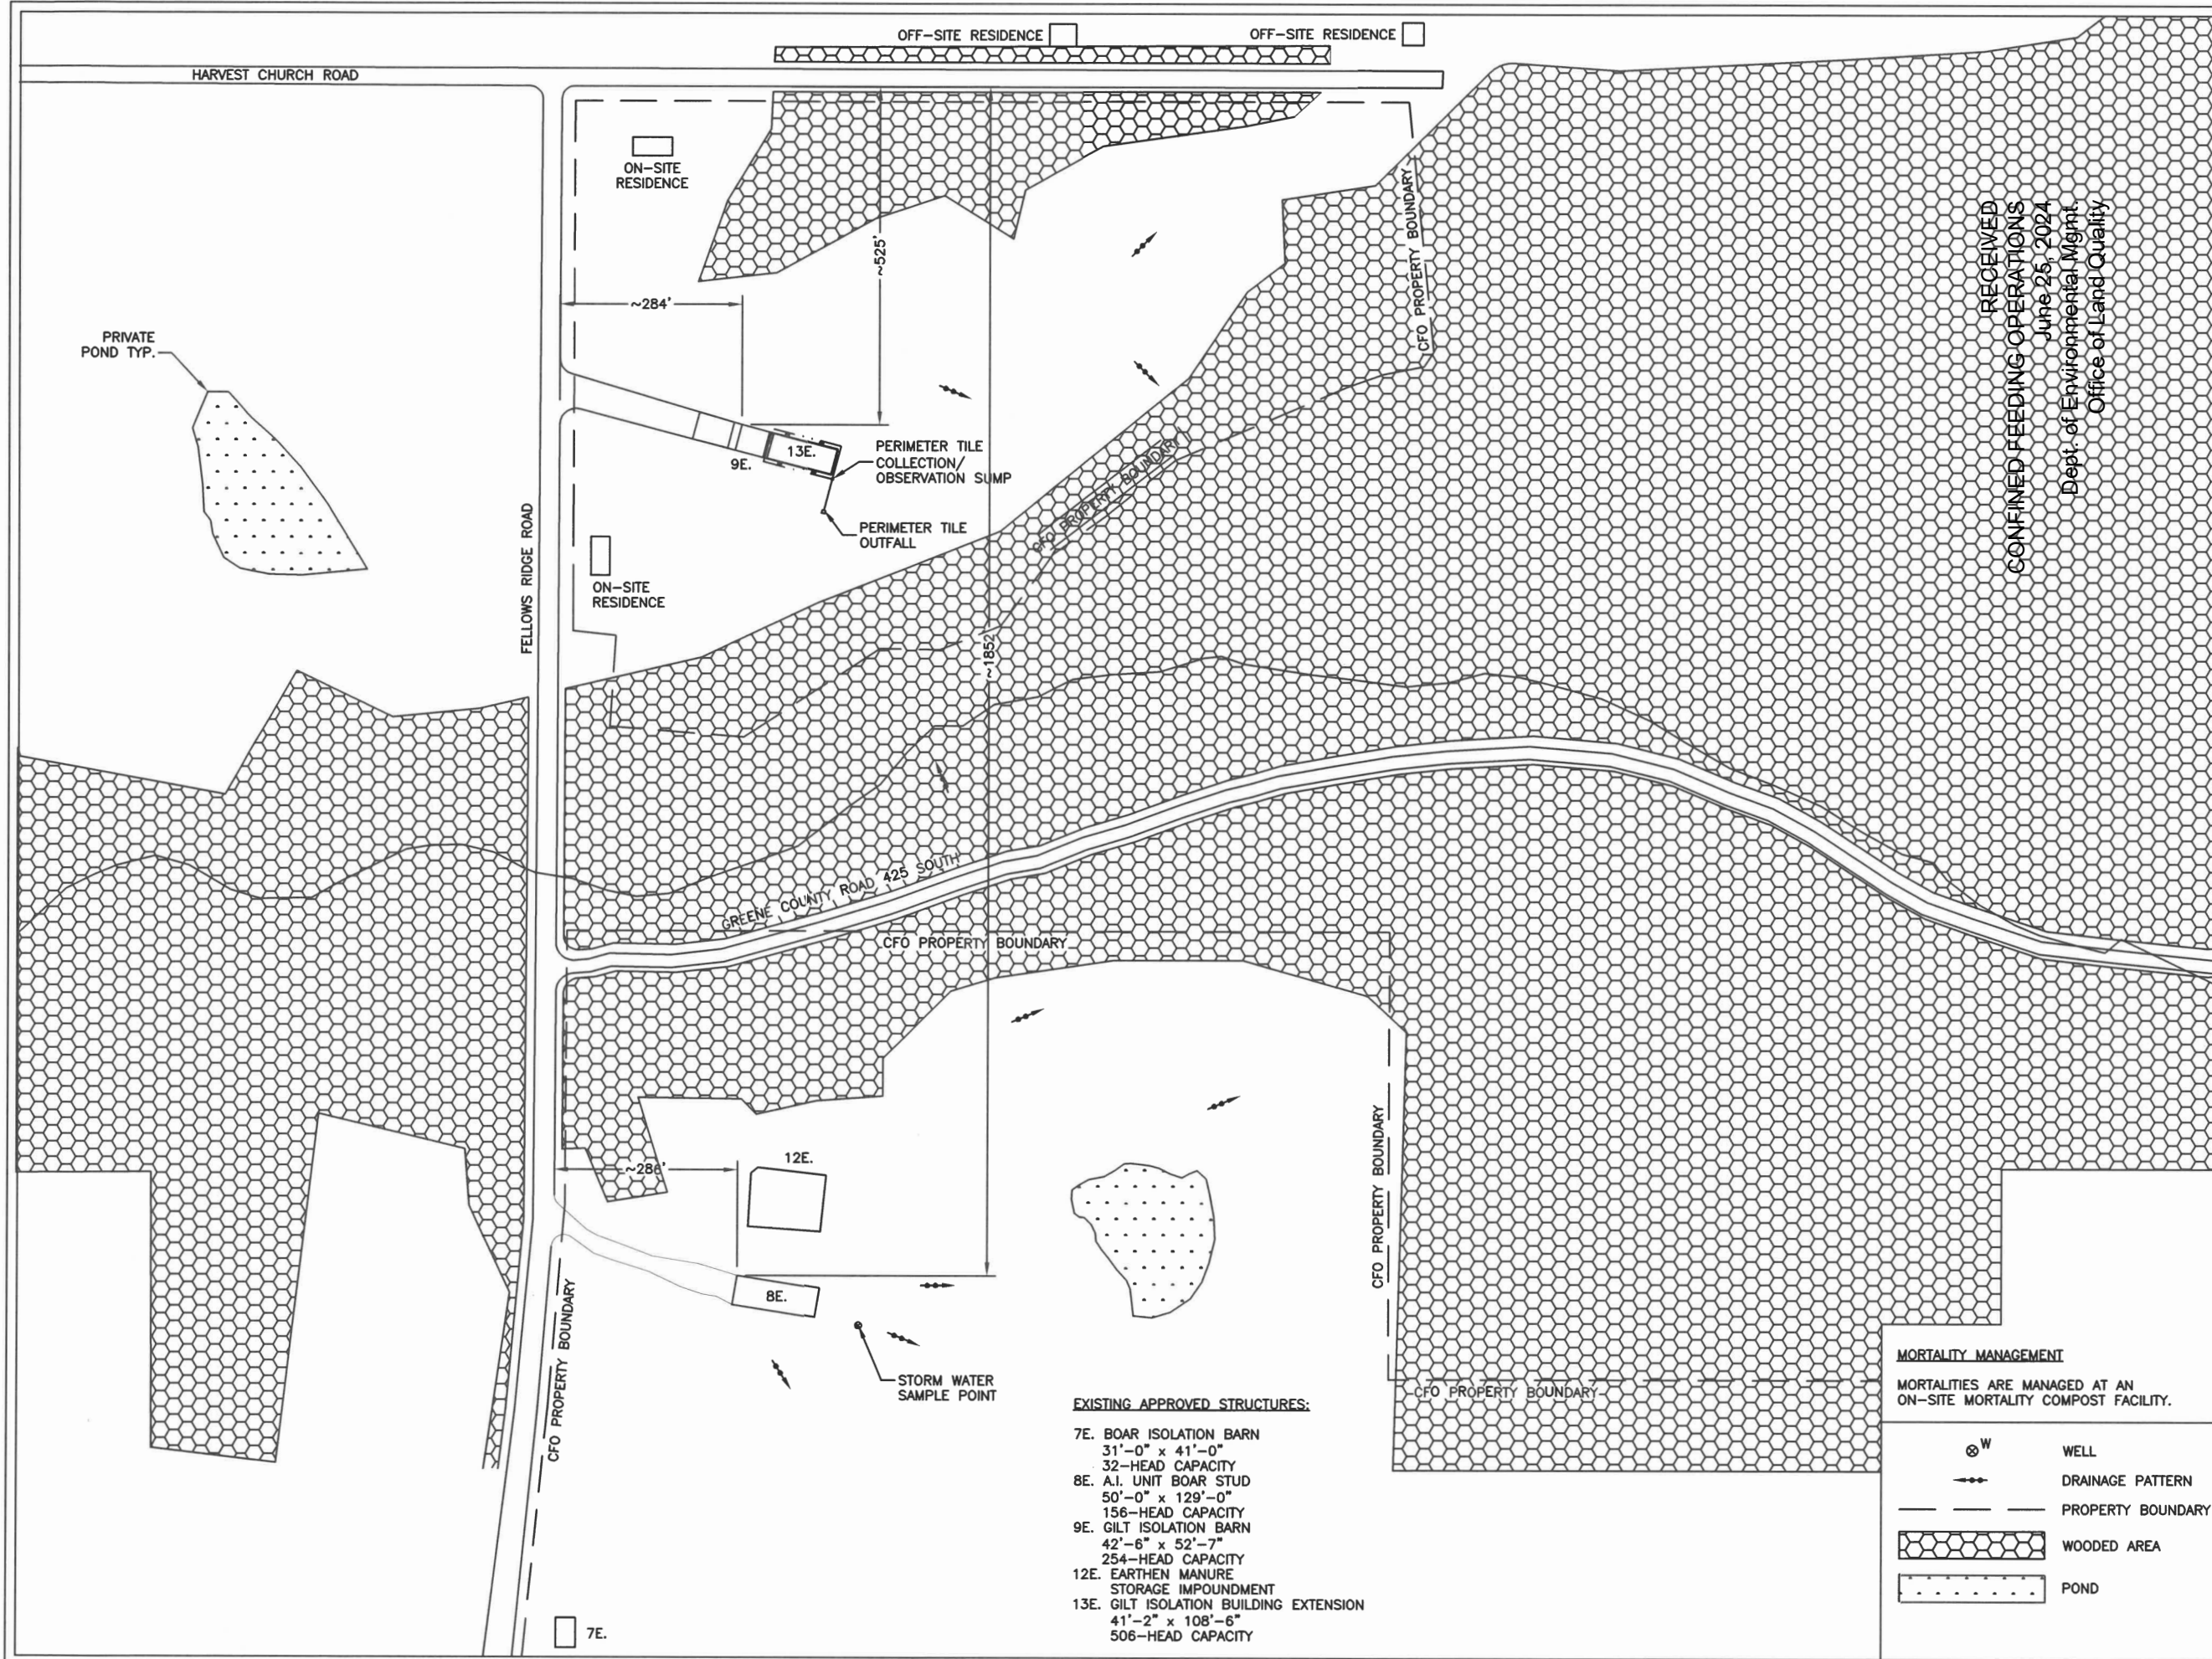 OFF-SITE RESIDENCE
OFF-SITE RESIDENCE
HARVEST CHURCH ROAD
ON-SITE
RESIDENCE
~525'
CFO PROPERTY BOUNDARY
RECEIVED
CONFINED FEEDING OPERATIONS
June 25, 2024
Dept. of Environmental Mgmt.
Office of Land Quality
~284'
PRIVATE
POND TYP.
9E.
13E.
PERIMETER TILE
COLLECTION/
OBSERVATION SUMP
PERIMETER TILE
OUTFALL
CFO PROPERTY BOUNDARY
FELLOWS RIDGE ROAD
ON-SITE
RESIDENCE
~1852'
GREENE COUNTY ROAD 425 SOUTH
CFO PROPERTY BOUNDARY
~286'
12E.
CFO PROPERTY BOUNDARY
8E.
CFO PROPERTY BOUNDARY
STORM WATER
SAMPLE POINT
CFO PROPERTY BOUNDARY
7E.
EXISTING APPROVED STRUCTURES:
7E. BOAR ISOLATION BARN
31'-0" x 41'-0"
32-HEAD CAPACITY
8E. A.I. UNIT BOAR STUD
50'-0" x 129'-0"
156-HEAD CAPACITY
9E. GILT ISOLATION BARN
42'-6" x 52'-7"
254-HEAD CAPACITY
12E. EARTHEN MANURE
STORAGE IMPOUNDMENT
13E. GILT ISOLATION BUILDING EXTENSION
41'-2" x 108'-6"
506-HEAD CAPACITY
MORTALITY MANAGEMENT
MORTALITIES ARE MANAGED AT AN
ON-SITE MORTALITY COMPOST FACILITY.
W WELL
DRAINAGE PATTERN
PROPERTY BOUNDARY
WOODED AREA
POND